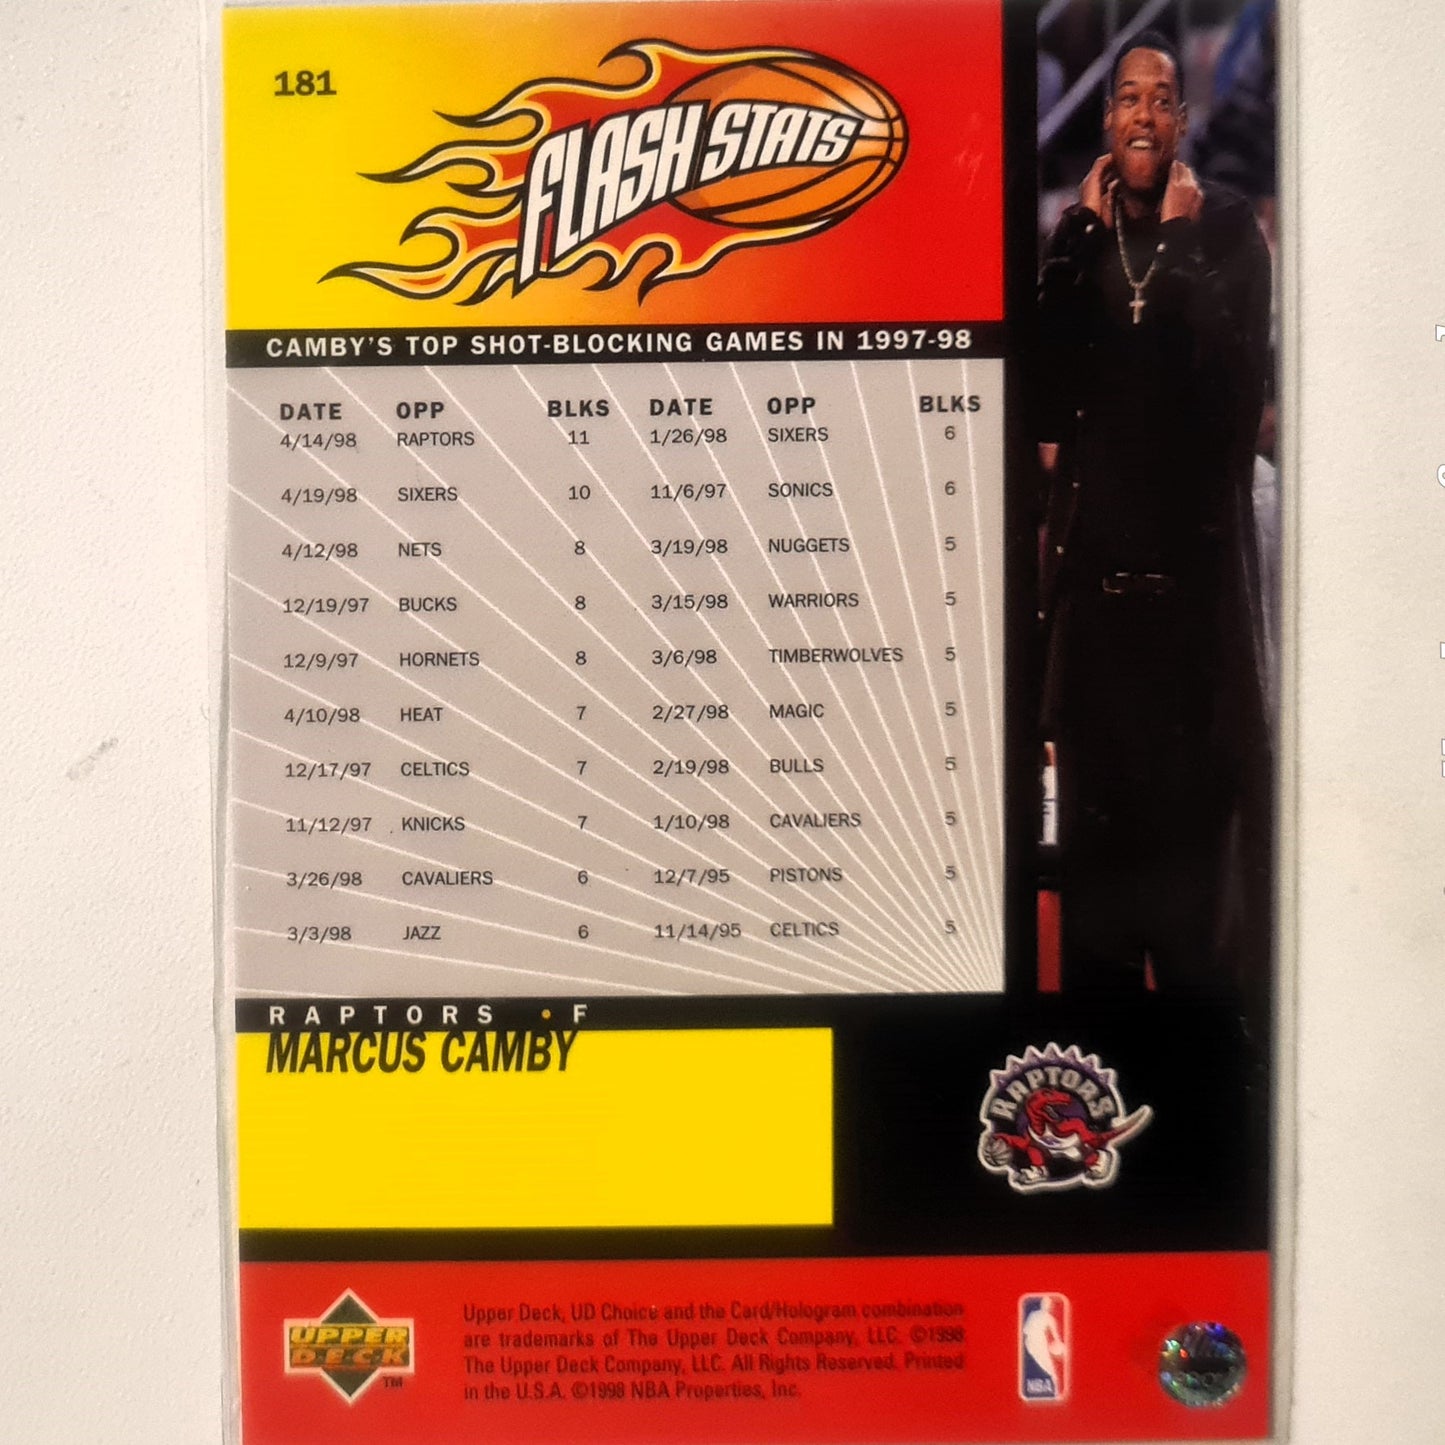 181
FLASH STATS
CAMBY'S TOP SHOT-BLOCKING GAMES IN 1997-98
DATE OPP BLKS DATE OPP BLKS
4/14/98 RAPTORS 11 1/26/98 SIXERS 6
4/19/98 SIXERS 10 11/6/97 SONICS 6
4/12/98 NETS 8 3/19/98 NUGGETS 5
12/19/97 BUCKS 8 3/15/98 WARRIORS 5
12/9/97 HORNETS 8 3/6/98 TIMBERWOLVES 5
4/10/98 HEAT 7 2/27/98 MAGIC 5
12/17/97 CELTICS 7 2/19/98 BULLS 5
11/12/97 KNICKS 7 1/10/98 CAVALIERS 5
3/26/98 CAVALIERS 6 12/7/95 PISTONS 5
3/3/98 JAZZ 6 11/14/95 CELTICS 5
RAPTORS • F
MARCUS CAMBY
RAPTORS
UPPER
DECK
TM
Upper Deck, UD Choice and the Card/Hologram combination
are trademarks of The Upper Deck Company, LLC. ©1998
The Upper Deck Company, LLC. All Rights Reserved. Printed
in the U.S.A. ©1998 NBA Properties, Inc.
NBA